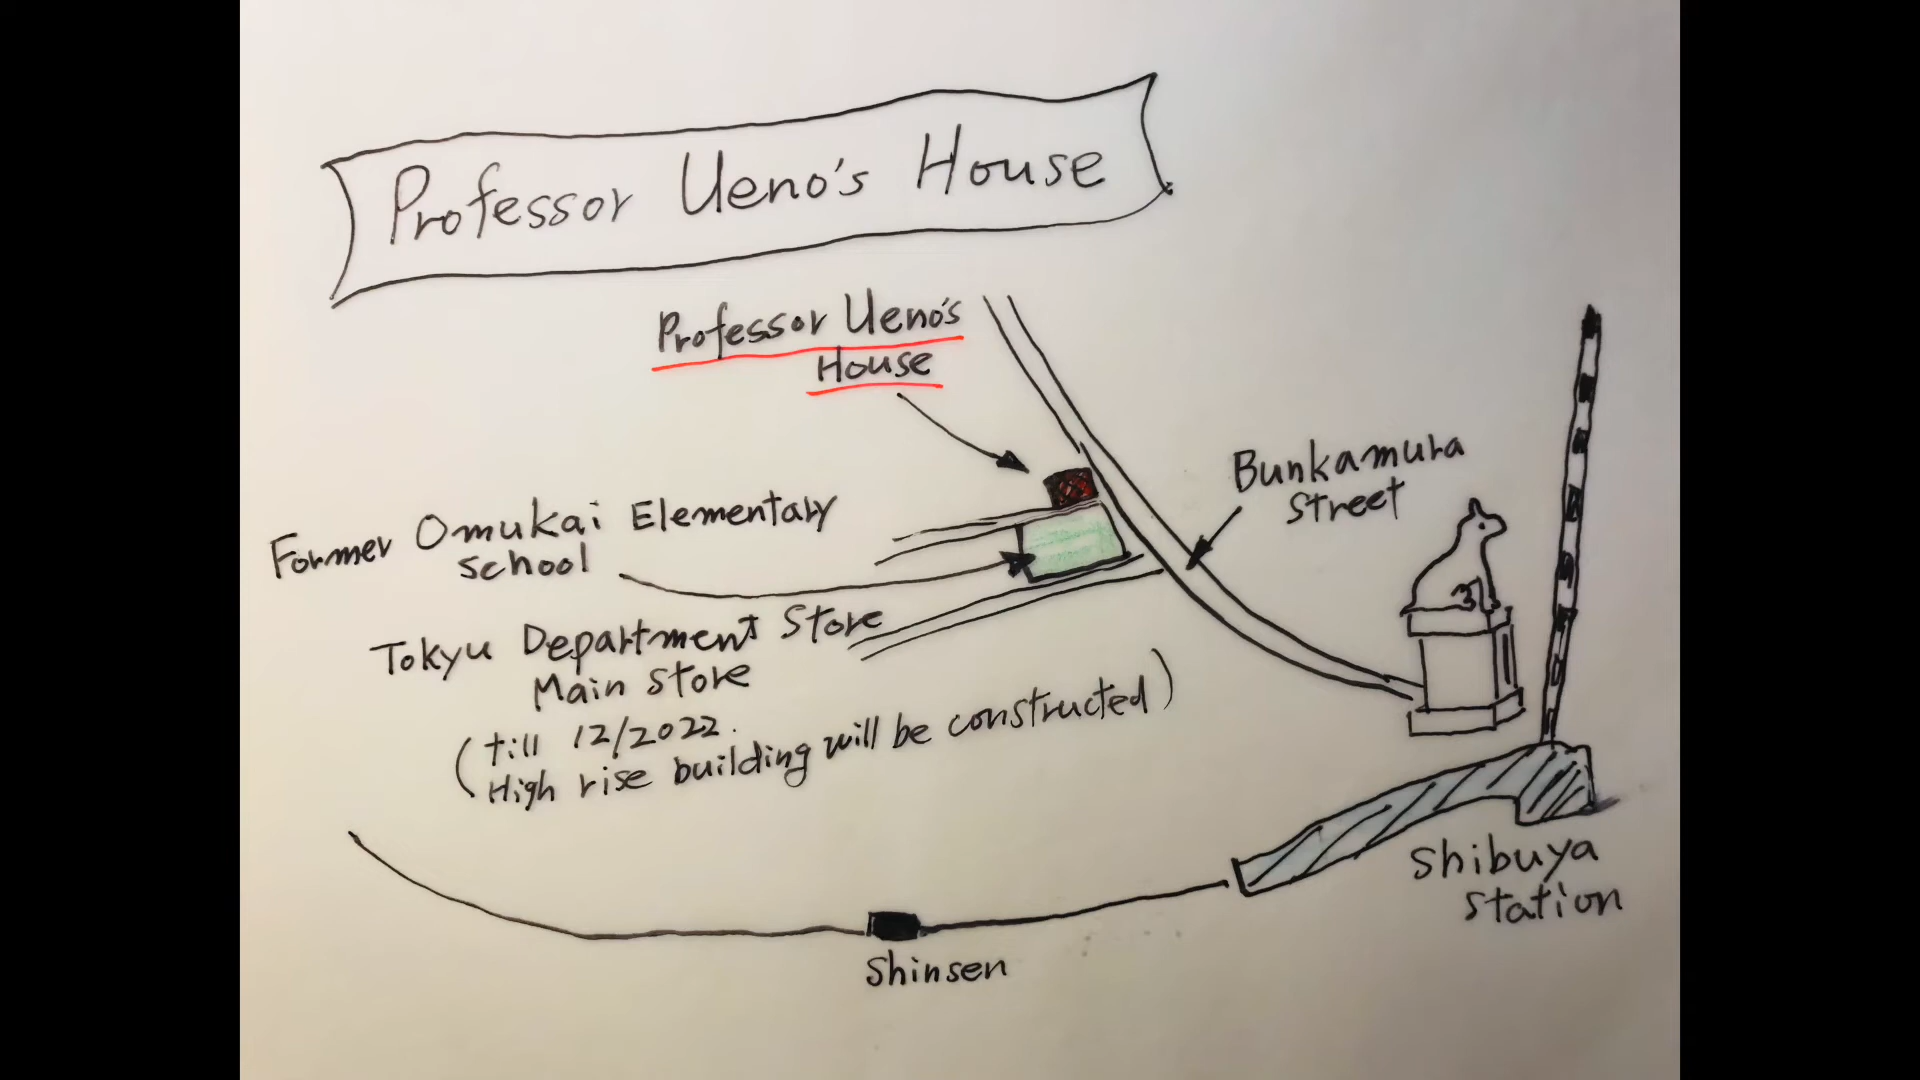 Professor Ueno's House
Professor Ueno's
House
Bunkamura
Street
Former Omukai Elementary
School
Tokyu Department Store
Main Store
(till 12/2022.
High rise building will be constructed)
Shibuya
Station
Shinsen